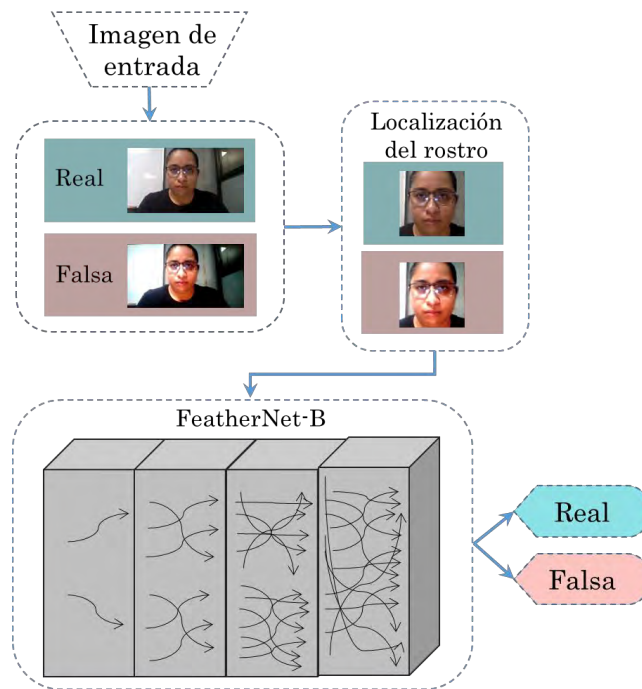 Imagen de
entrada
Real
Falsa
Localización
del rostro
FeatherNet-B
Real
Falsa